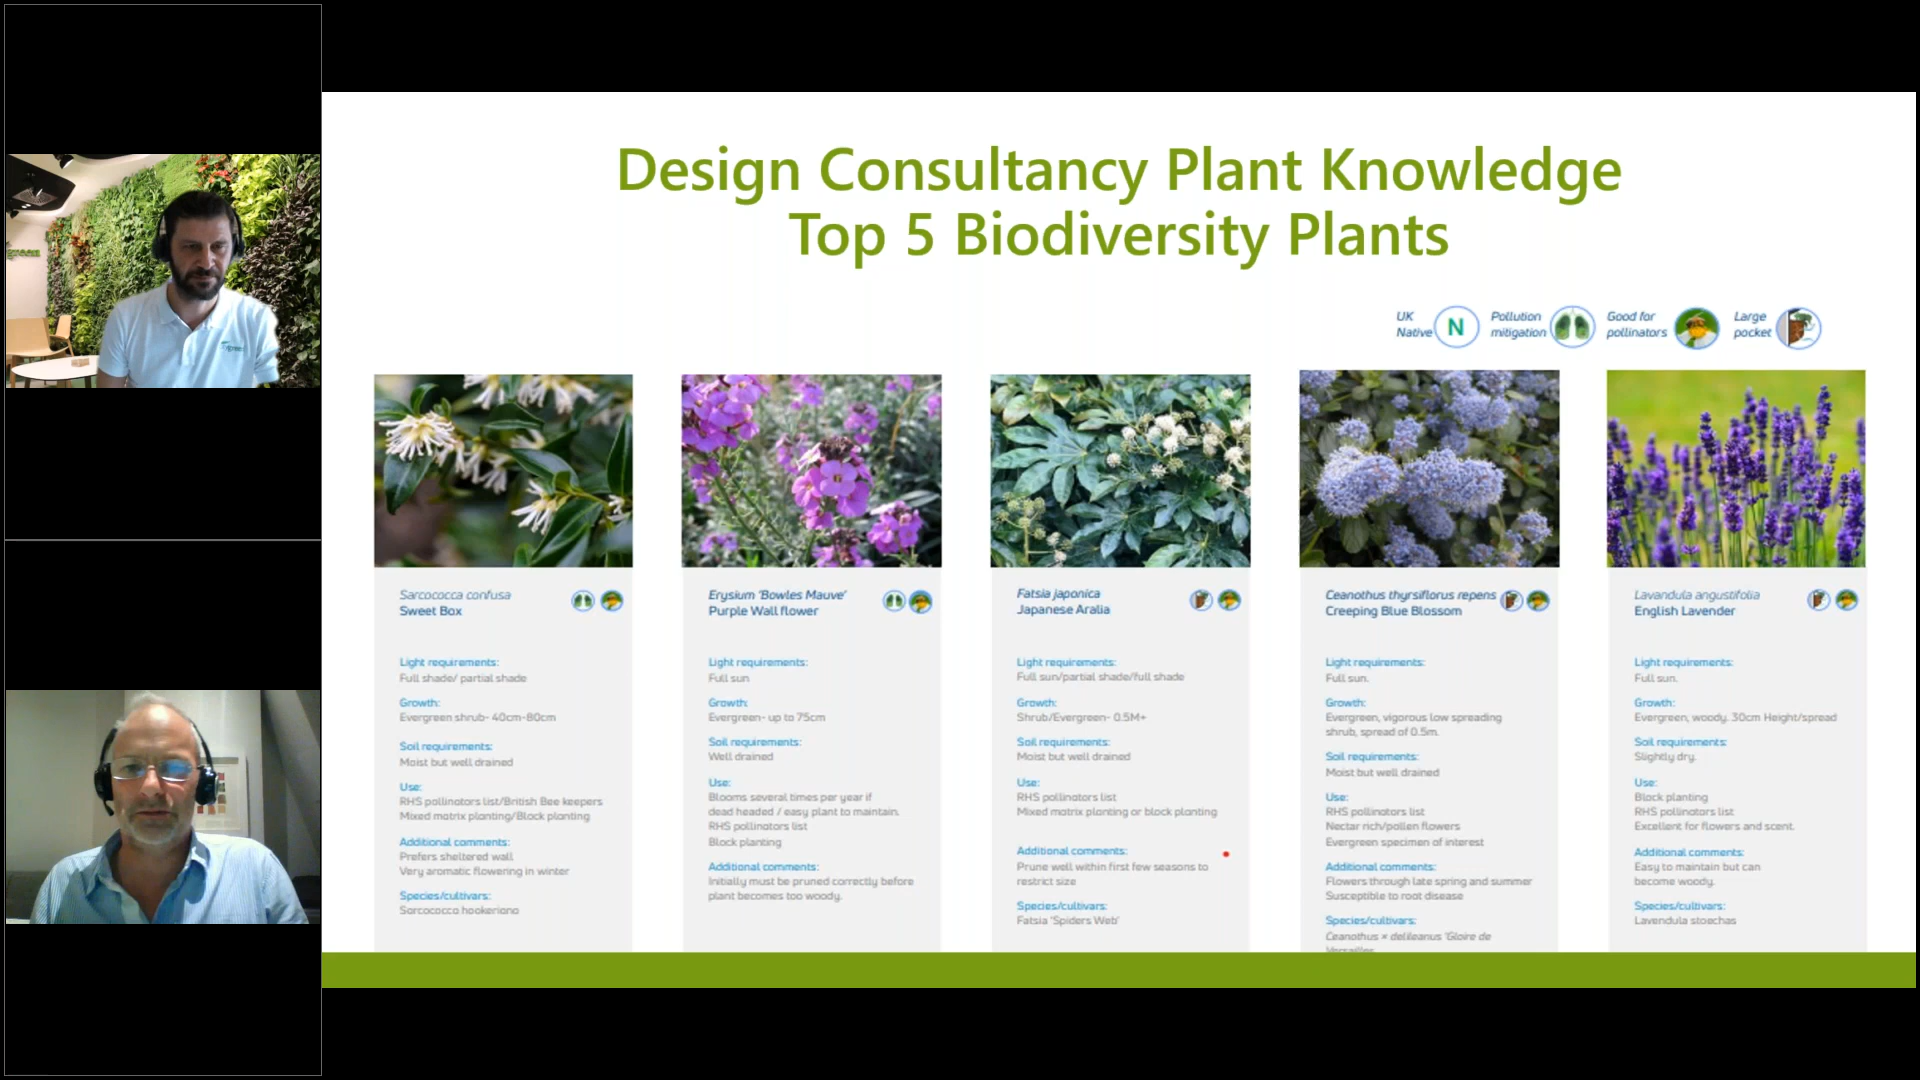 Design Consultancy Plant Knowledge
Top 5 Biodiversity Plants
UK
Native
N
Pollution
mitigation
Good for
pollinators
Large
pocket
green
green
Sarcococca confusa
Sweet Box
Light requirements:
Full shade/ partial shade
Growth:
Evergreen shrub- 40cm-80cm
Soil requirements:
Moist but well drained
Use:
RHS pollinators list/British Bee keepers
Mixed matrix planting/Block planting
Additional comments:
Prefers sheltered wall
Very aromatic flowering in winter
Species/cultivars:
Sarcococca hookeriana
Erysium 'Bowles Mauve'
Purple Wall flower
Light requirements:
Full sun
Growth:
Evergreen- up to 75cm
Soil requirements:
Well drained
Use:
Blooms several times per year if
dead headed / easy plant to maintain.
RHS pollinators list
Block planting
Additional comments:
Initially must be pruned correctly before
plant becomes too woody.
Fatsia japonica
Japanese Aralia
Light requirements:
Full sun/partial shade/full shade
Growth:
Shrub/Evergreen- 0.5M+
Soil requirements:
Moist but well drained
Use:
RHS pollinators list
Mixed matrix planting or block planting
Additional comments:
Prune well within first few seasons to
restrict size
Species/cultivars:
Fatsia 'Spiders Web'
Ceanothus thyrsiflorus repens
Creeping Blue Blossom
Light requirements:
Full sun.
Growth:
Evergreen, vigorous low spreading
shrub, spread of 0.5m.
Soil requirements:
Moist but well drained
Use:
RHS pollinators list
Nectar rich/pollen flowers
Evergreen specimen of interest
Additional comments:
Flowers through late spring and summer
Susceptible to root disease
Species/cultivars:
Ceanothus × delileanus 'Gloire de
Versailles
Lavandula angustifolia
English Lavender
Light requirements:
Full sun.
Growth:
Evergreen, woody. 30cm Height/spread
Soil requirements:
Slightly dry.
Use:
Block planting
RHS pollinators list
Excellent for flowers and scent.
Additional comments:
Easy to maintain but can
become woody.
Species/cultivars:
Lavendula stoechas